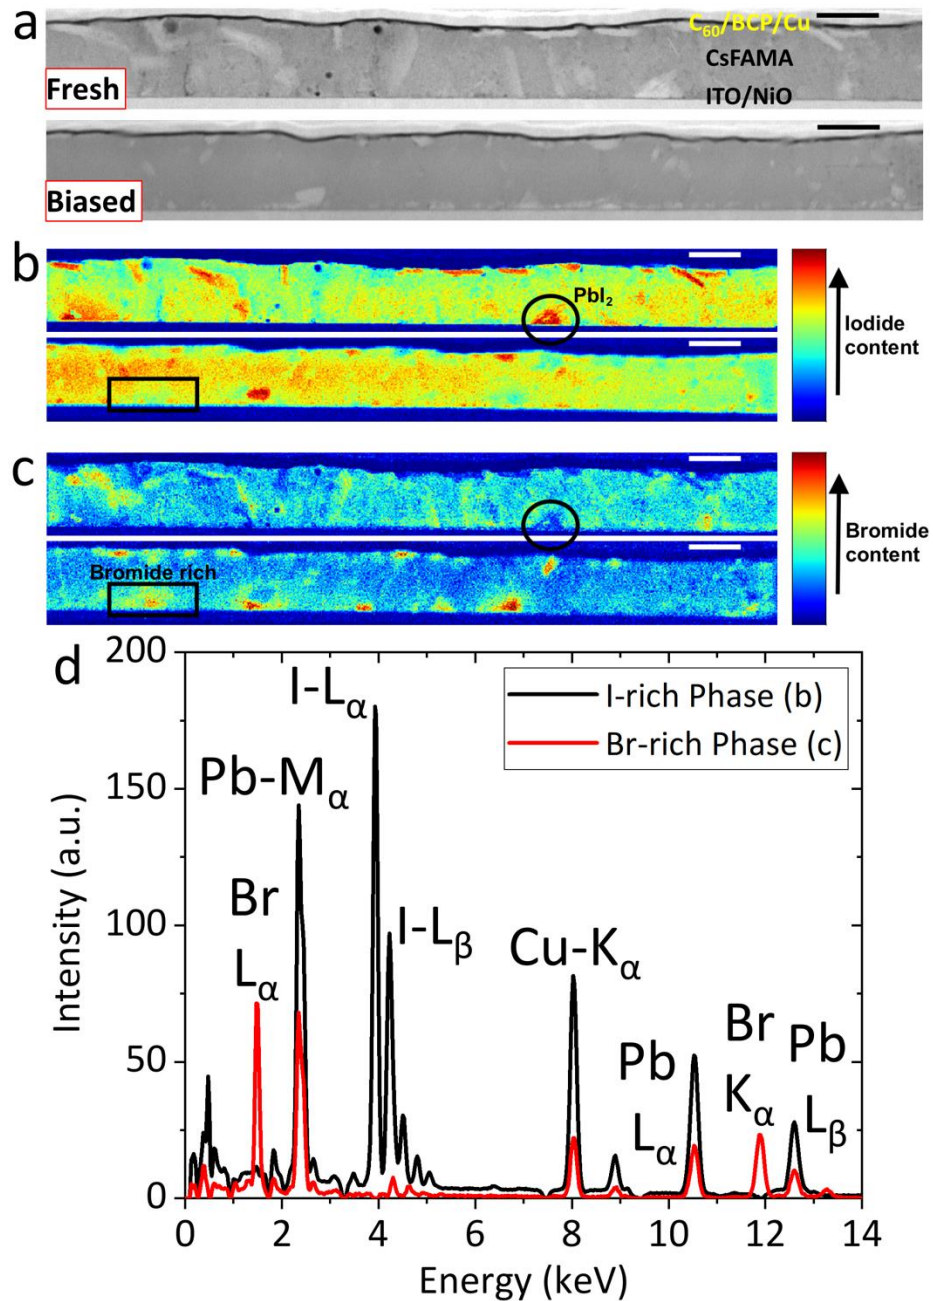 a
C₆₀/BCP/Cu
CsFAMA
ITO/NiO
Fresh
Biased
b
PbI₂
Iodide
content
c
Bromide rich
Bromide
content
d
200
150
100
50
0
Intensity (a.u.)
I-Lα
Pb-Mα
Br
Lα
I-Lβ
Cu-Kα
Pb
Lα
Br
Kα
Pb
Lβ
I-rich Phase (b)
Br-rich Phase (c)
0 2 4 6 8 10 12 14
Energy (keV)